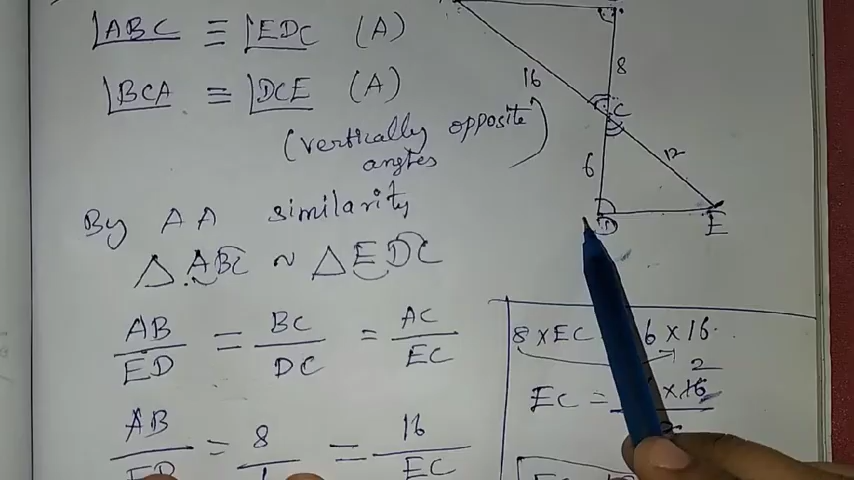 ∠ABC ≡ ∠EDC (A)
∠BCA ≡ ∠DCE (A)
(vertically opposite
angles)
By AA similarity
△ABC ~ △EDC
AB/ED = BC/DC = AC/EC
AB/ED = 8/ = 16/EC
8
16
C
6
12
D
E
8 × EC 6 × 16
EC = × 16
2